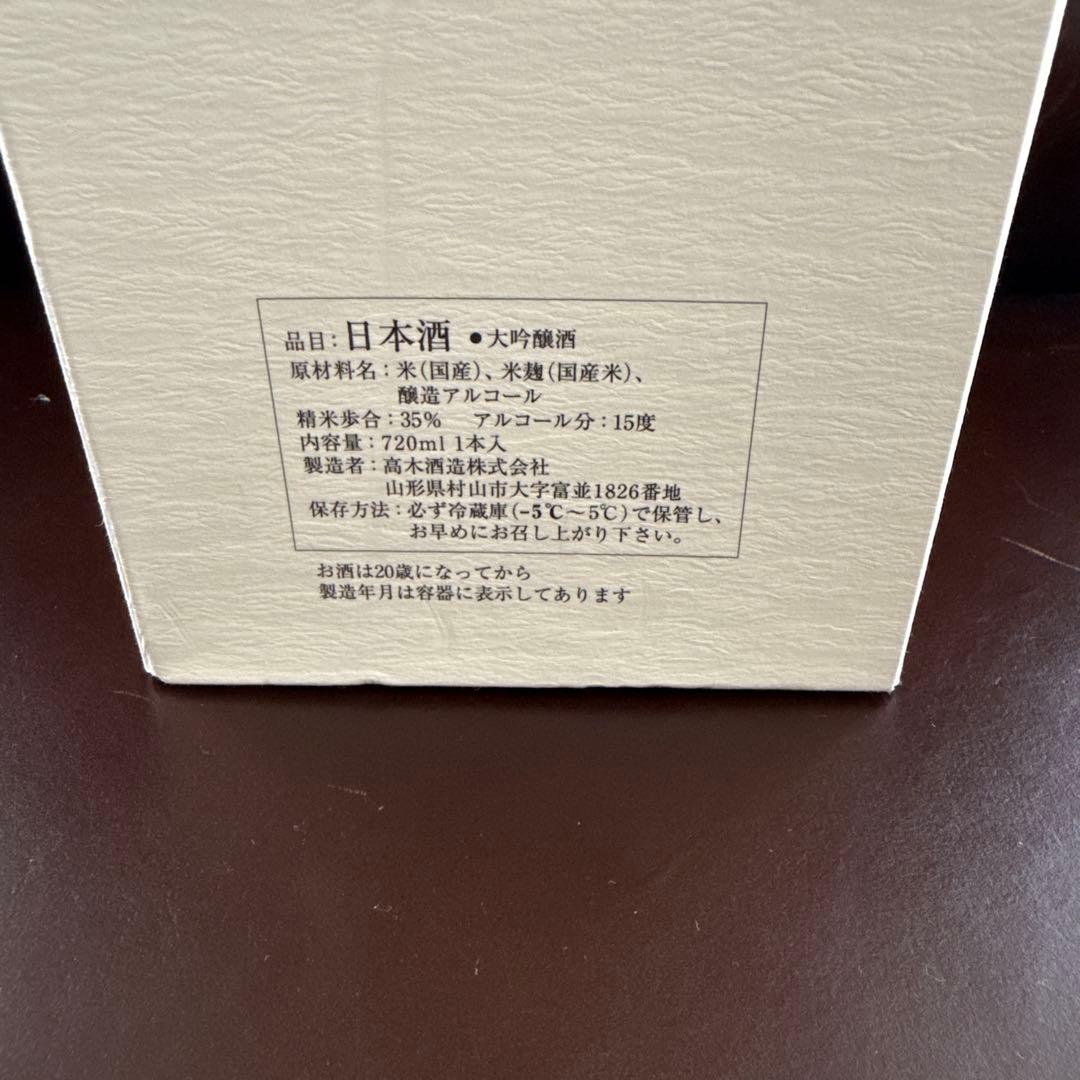 品目：日本酒 ●大吟醸酒
原材料名：米（国産）、米麹（国産米）、
醸造アルコール
精米歩合：35% アルコール分：15度
内容量：720ml 1本入
製造者：高木酒造株式会社
山形県村山市大字富並1826番地
保存方法：必ず冷蔵庫（-5℃～5℃）で保管し、
お早めにお召し上がり下さい。
お酒は20歳になってから
製造年月は容器に表示してあります